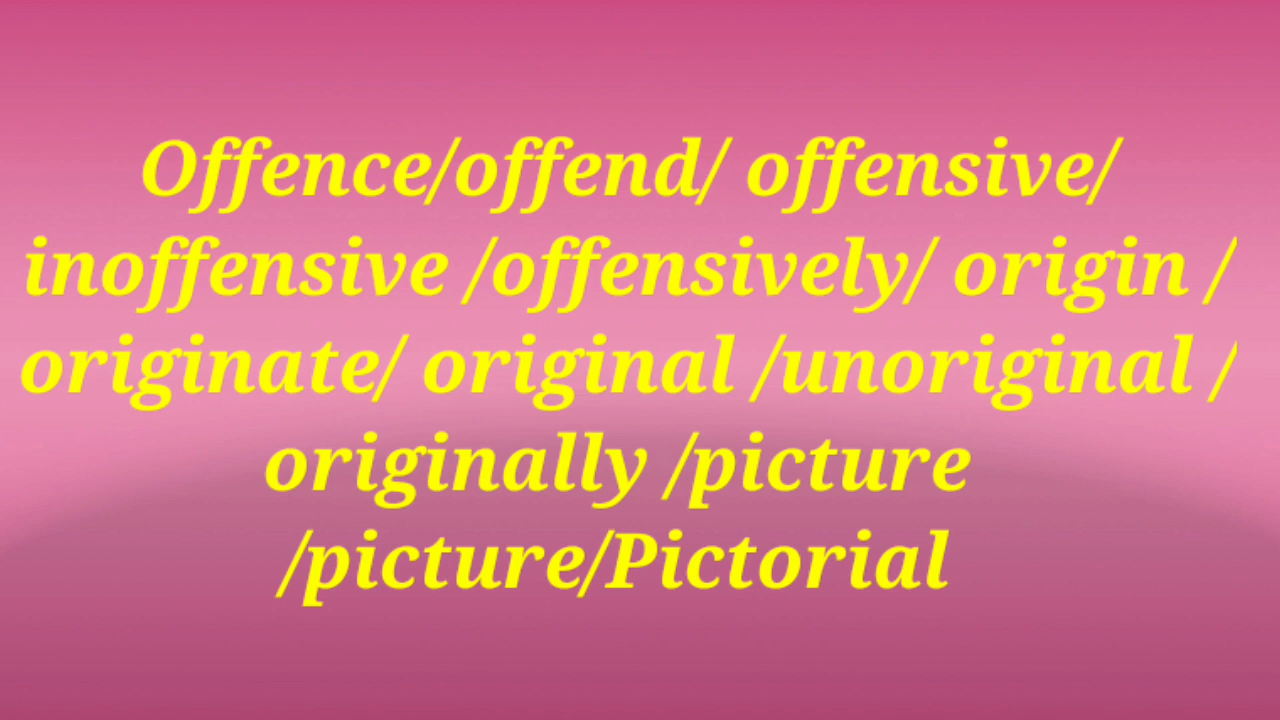 Offence/offend/ offensive/
inoffensive /offensively/ origin /
originate/ original /unoriginal /
originally /picture
/picture/Pictorial